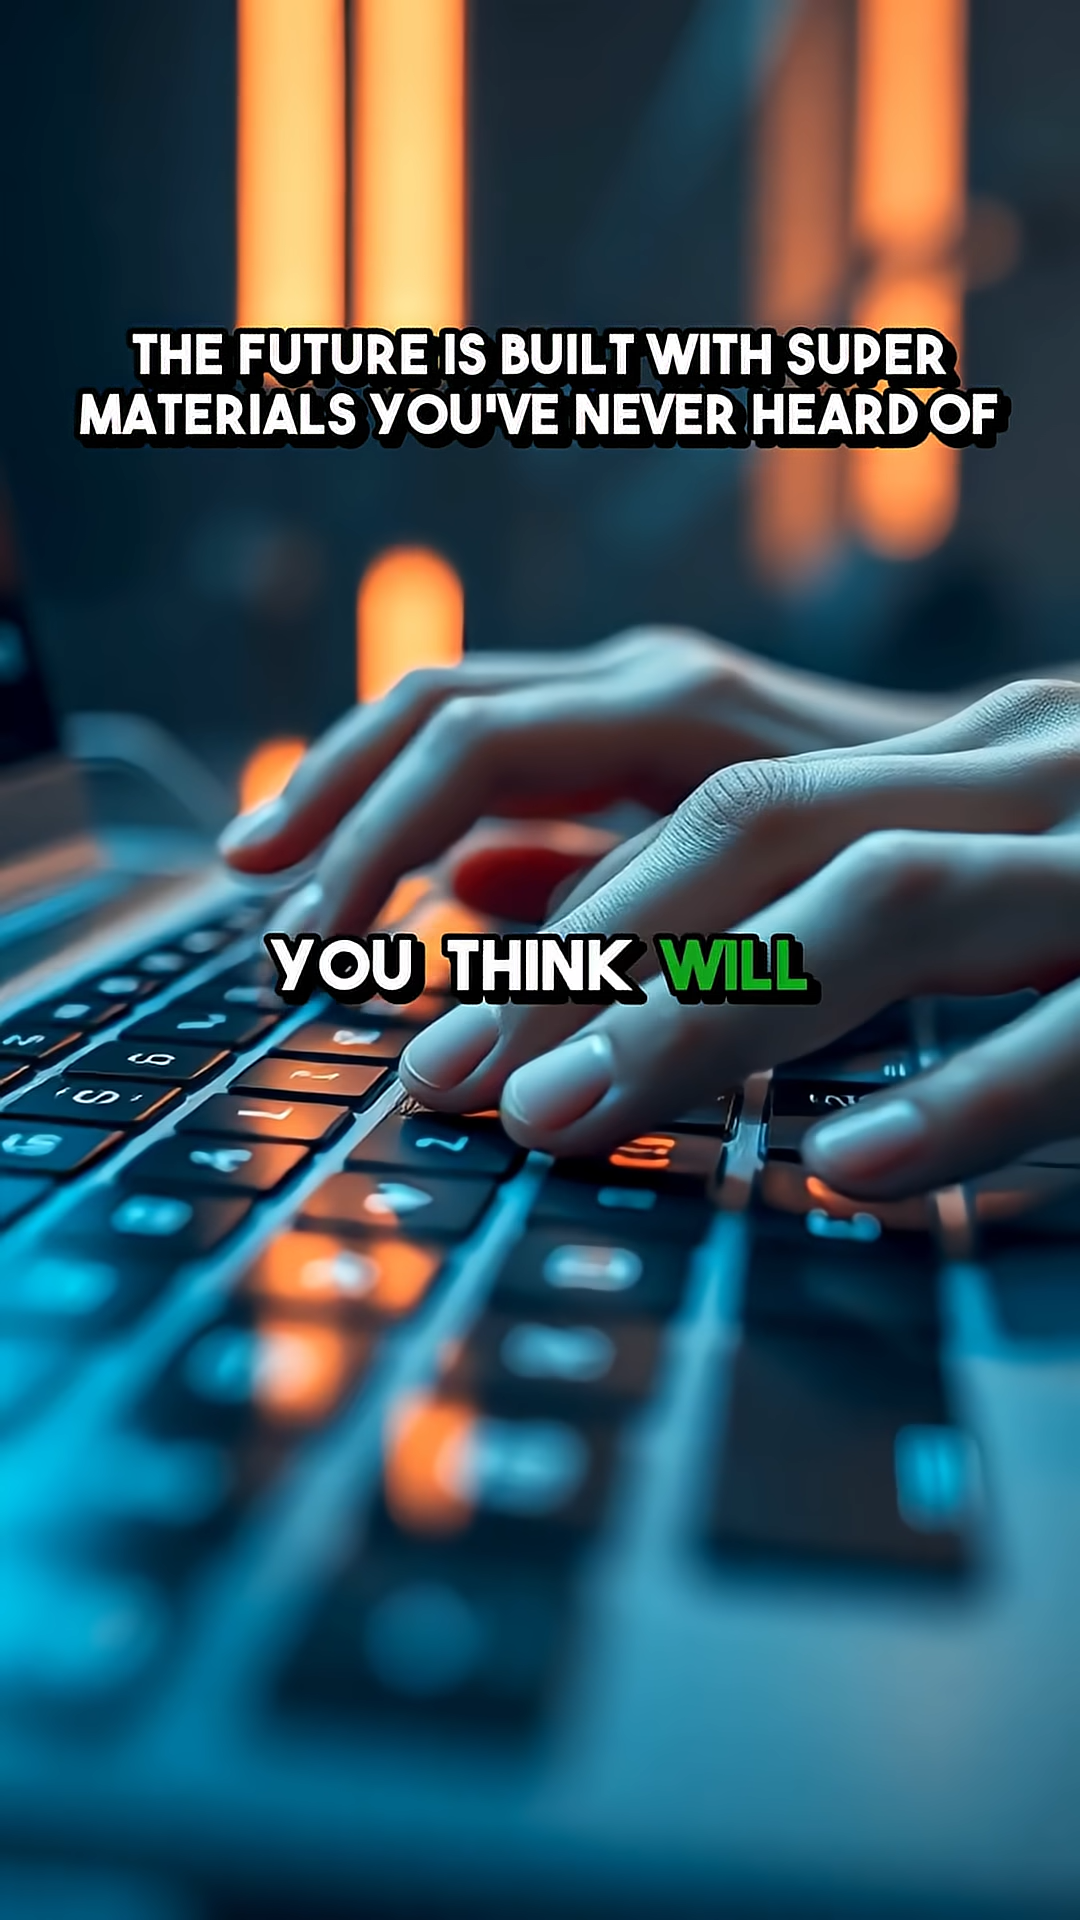 THE FUTURE IS BUILT WITH SUPER
MATERIALS YOU'VE NEVER HEARD OF
YOU THINK WILL